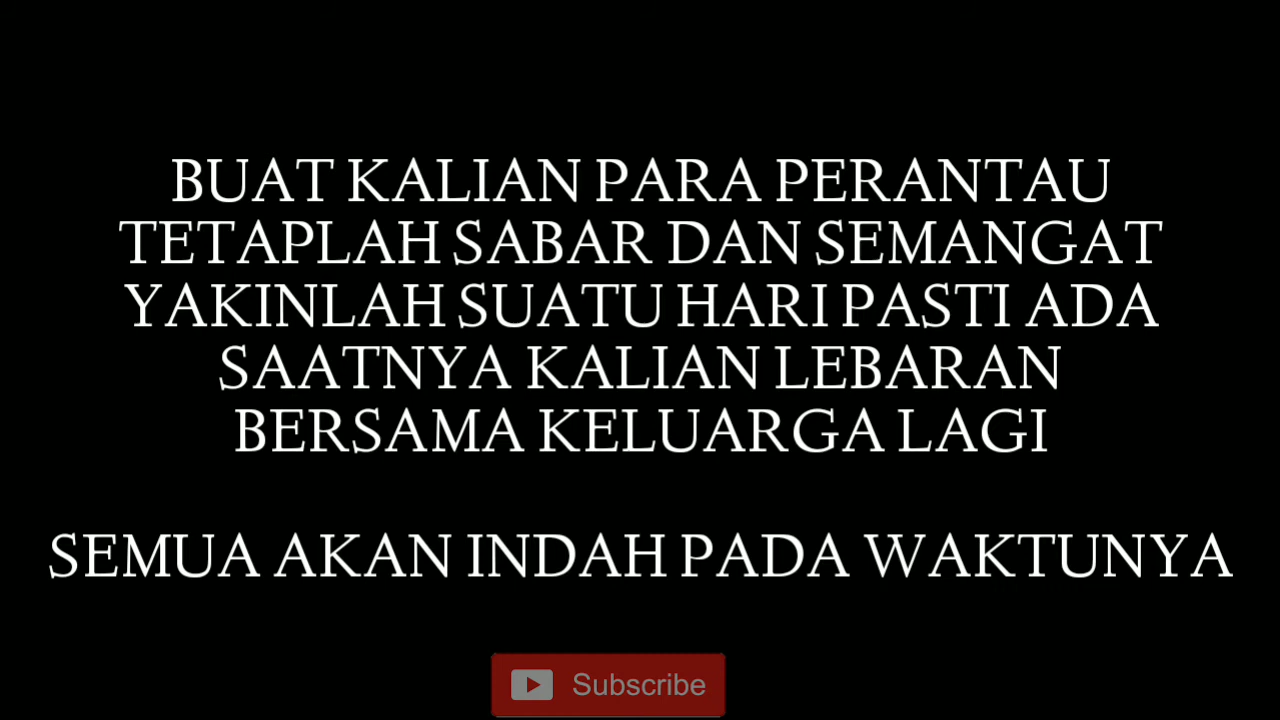 BUAT KALIAN PARA PERANTAU
TETAPLAH SABAR DAN SEMANGAT
YAKINLAH SUATU HARI PASTI ADA
SAATNYA KALIAN LEBARAN
BERSAMA KELUARGA LAGI
SEMUA AKAN INDAH PADA WAKTUNYA
Subscribe